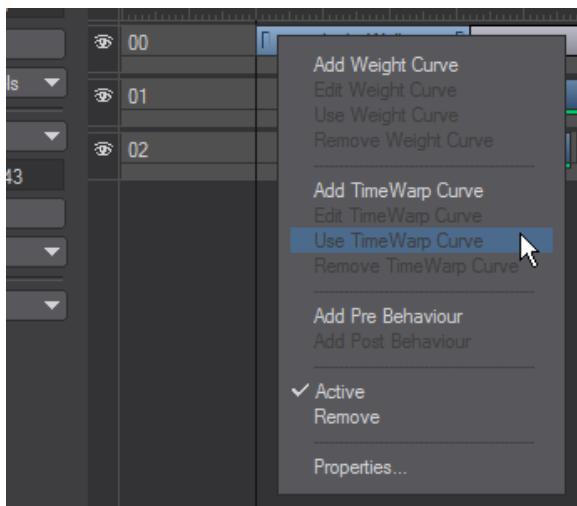 00
ls
01
02
43
Add Weight Curve
Edit Weight Curve
Use Weight Curve
Remove Weight Curve
Add TimeWarp Curve
Edit TimeWarp Curve
Use TimeWarp Curve
Remove TimeWarp Curve
Add Pre Behaviour
Add Post Behaviour
Active
Remove
Properties...